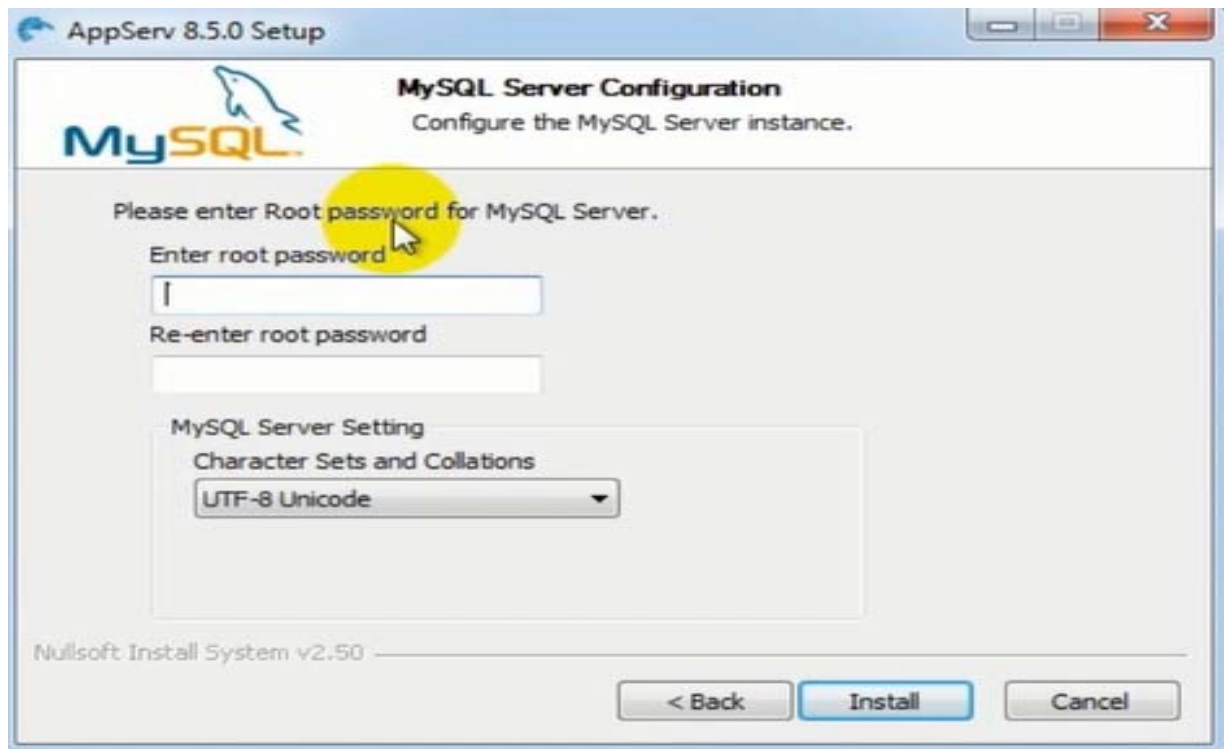 AppServ 8.5.0 Setup
MySQL
MySQL Server Configuration
Configure the MySQL Server instance.
Please enter Root password for MySQL Server.
Enter root password
Re-enter root password
MySQL Server Setting
Character Sets and Collations
UTF-8 Unicode
Nullsoft Install System v2.50
< Back
Install
Cancel